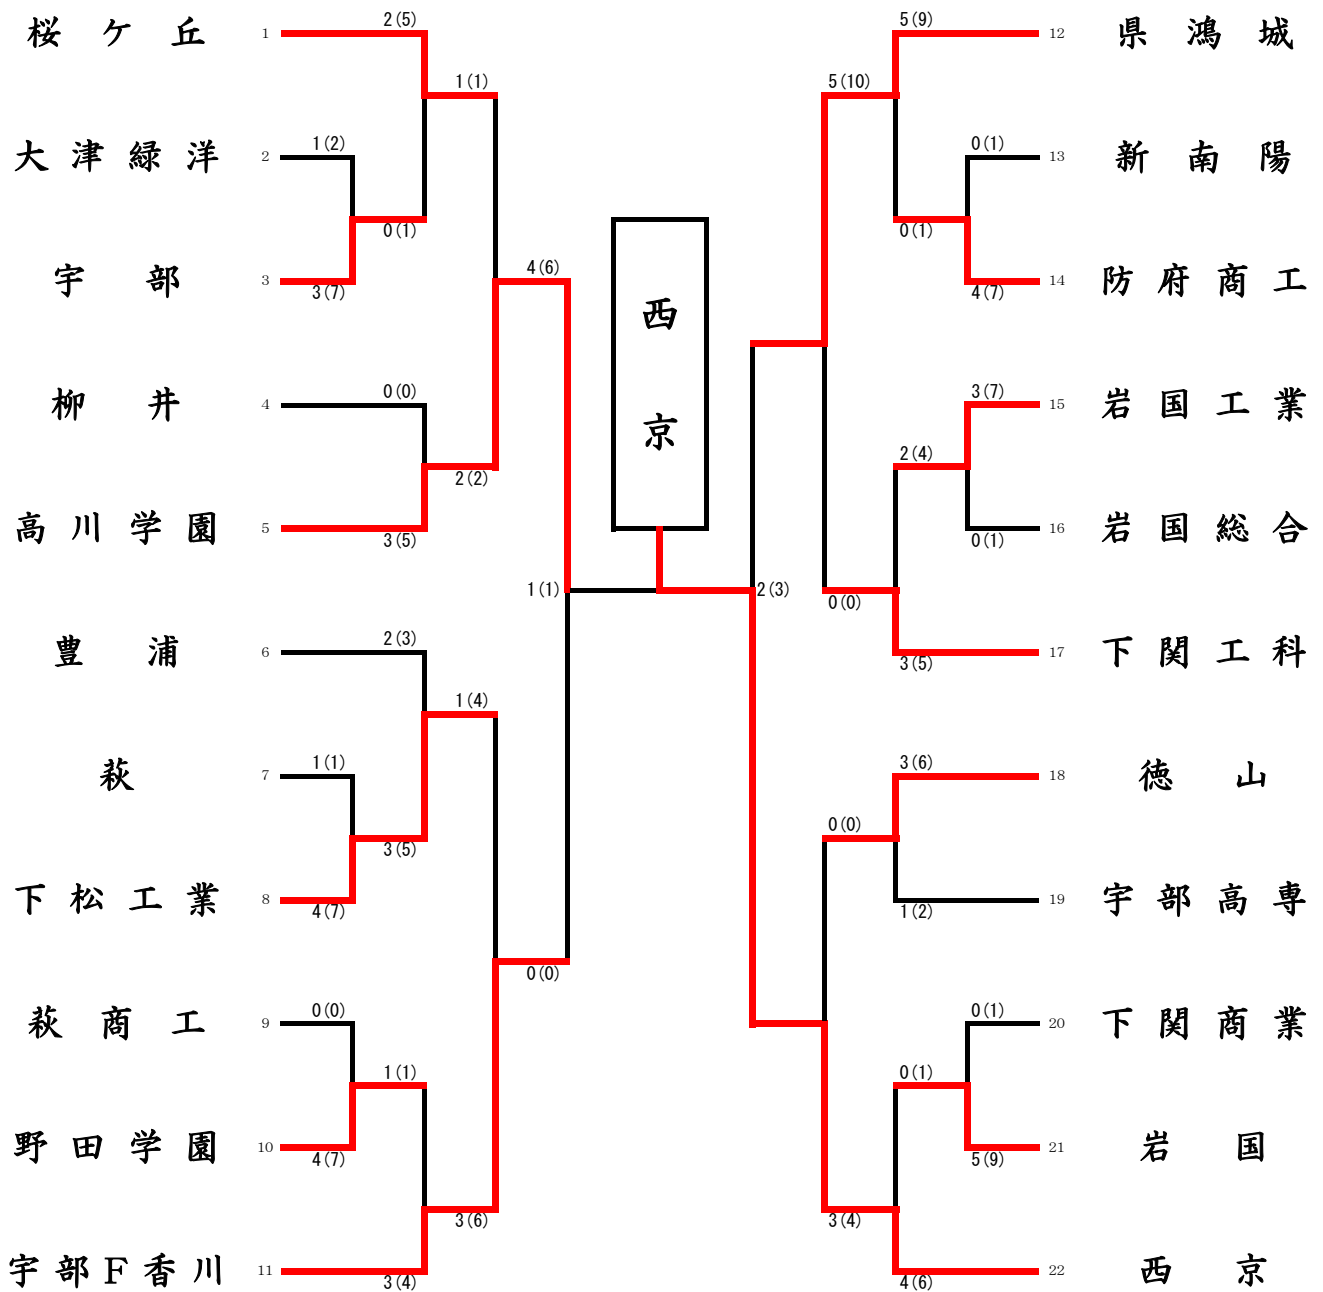 桜ケ丘 1 2(5)
1(1)
大津緑洋 2 1(2)
0(1)
宇部 3 3(7)
4(6)
柳井 4 0(0)
2(2)
高川学園 5 3(5)
1(1)
豊浦 6 2(3)
1(4)
萩 7 1(1)
3(5)
下松工業 8 4(7)
0(0)
萩商工 9 0(0)
1(1)
野田学園 10 4(7)
3(6)
宇部F香川 11 3(4)
西京
5(9) 12 県鴻城
5(10)
0(1) 13 新南陽
0(1)
4(7) 14 防府商工
3(7) 15 岩国工業
2(4)
0(1) 16 岩国総合
2(3)
0(0)
3(5) 17 下関工科
3(6) 18 徳山
0(0)
1(2) 19 宇部高専
0(1) 20 下関商業
0(1)
5(9) 21 岩国
3(4)
4(6) 22 西京